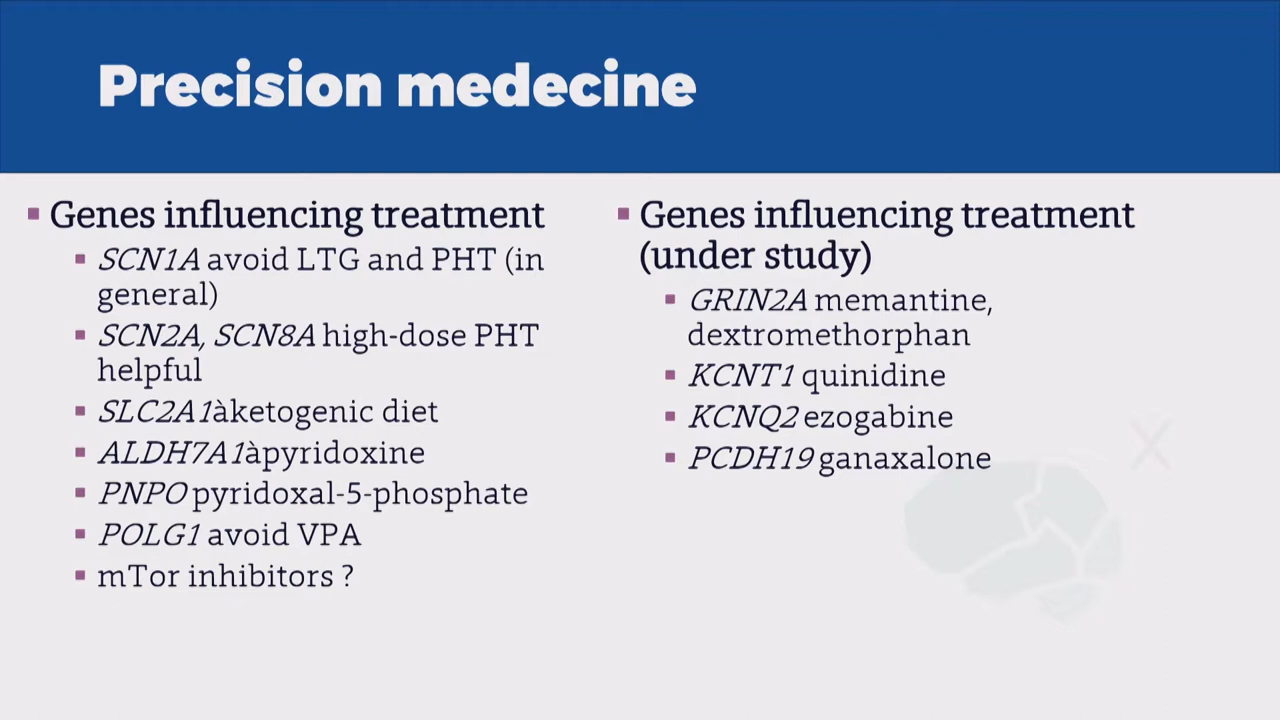 Precision medecine
Genes influencing treatment
SCN1A avoid LTG and PHT (in
general)
SCN2A, SCN8A high-dose PHT
helpful
SLC2A1àketogenic diet
ALDH7A1àpyridoxine
PNPO pyridoxal-5-phosphate
POLG1 avoid VPA
mTor inhibitors ?
Genes influencing treatment
(under study)
GRIN2A memantine,
dextromethorphan
KCNT1 quinidine
KCNQ2 ezogabine
PCDH19 ganaxalone
X